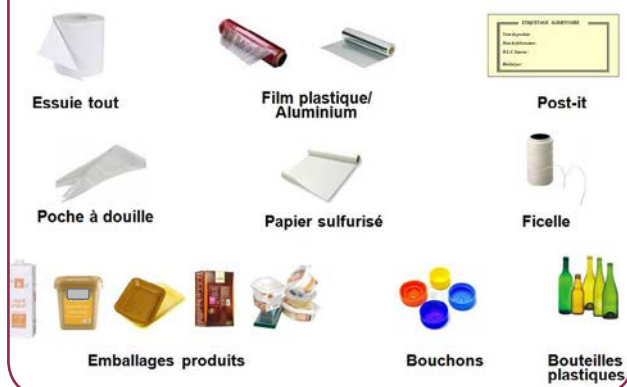 ETIQUETAGE ALIMENTAIRE
Essuie tout
Film plastique/
Aluminium
Post-it
Poche à douille
Papier sulfurisé
Ficelle
Emballages produits
Bouchons
Bouteilles
plastiques